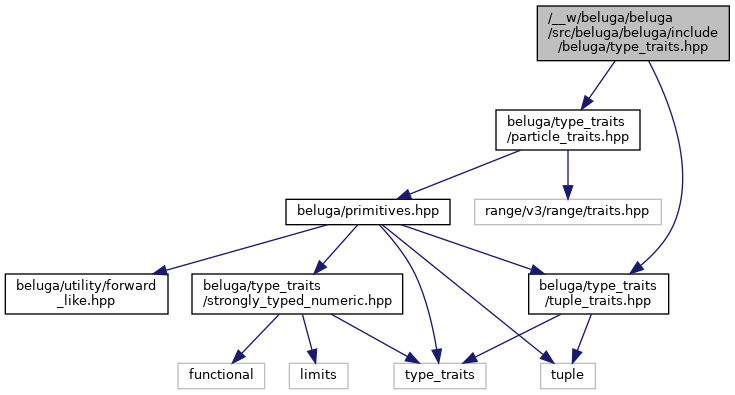 /__w/beluga/beluga
/src/beluga/beluga/include
/beluga/type_traits.hpp
beluga/type_traits
/particle_traits.hpp
beluga/primitives.hpp
range/v3/range/traits.hpp
beluga/utility/forward
_like.hpp
beluga/type_traits
/strongly_typed_numeric.hpp
beluga/type_traits
/tuple_traits.hpp
functional
limits
type_traits
tuple